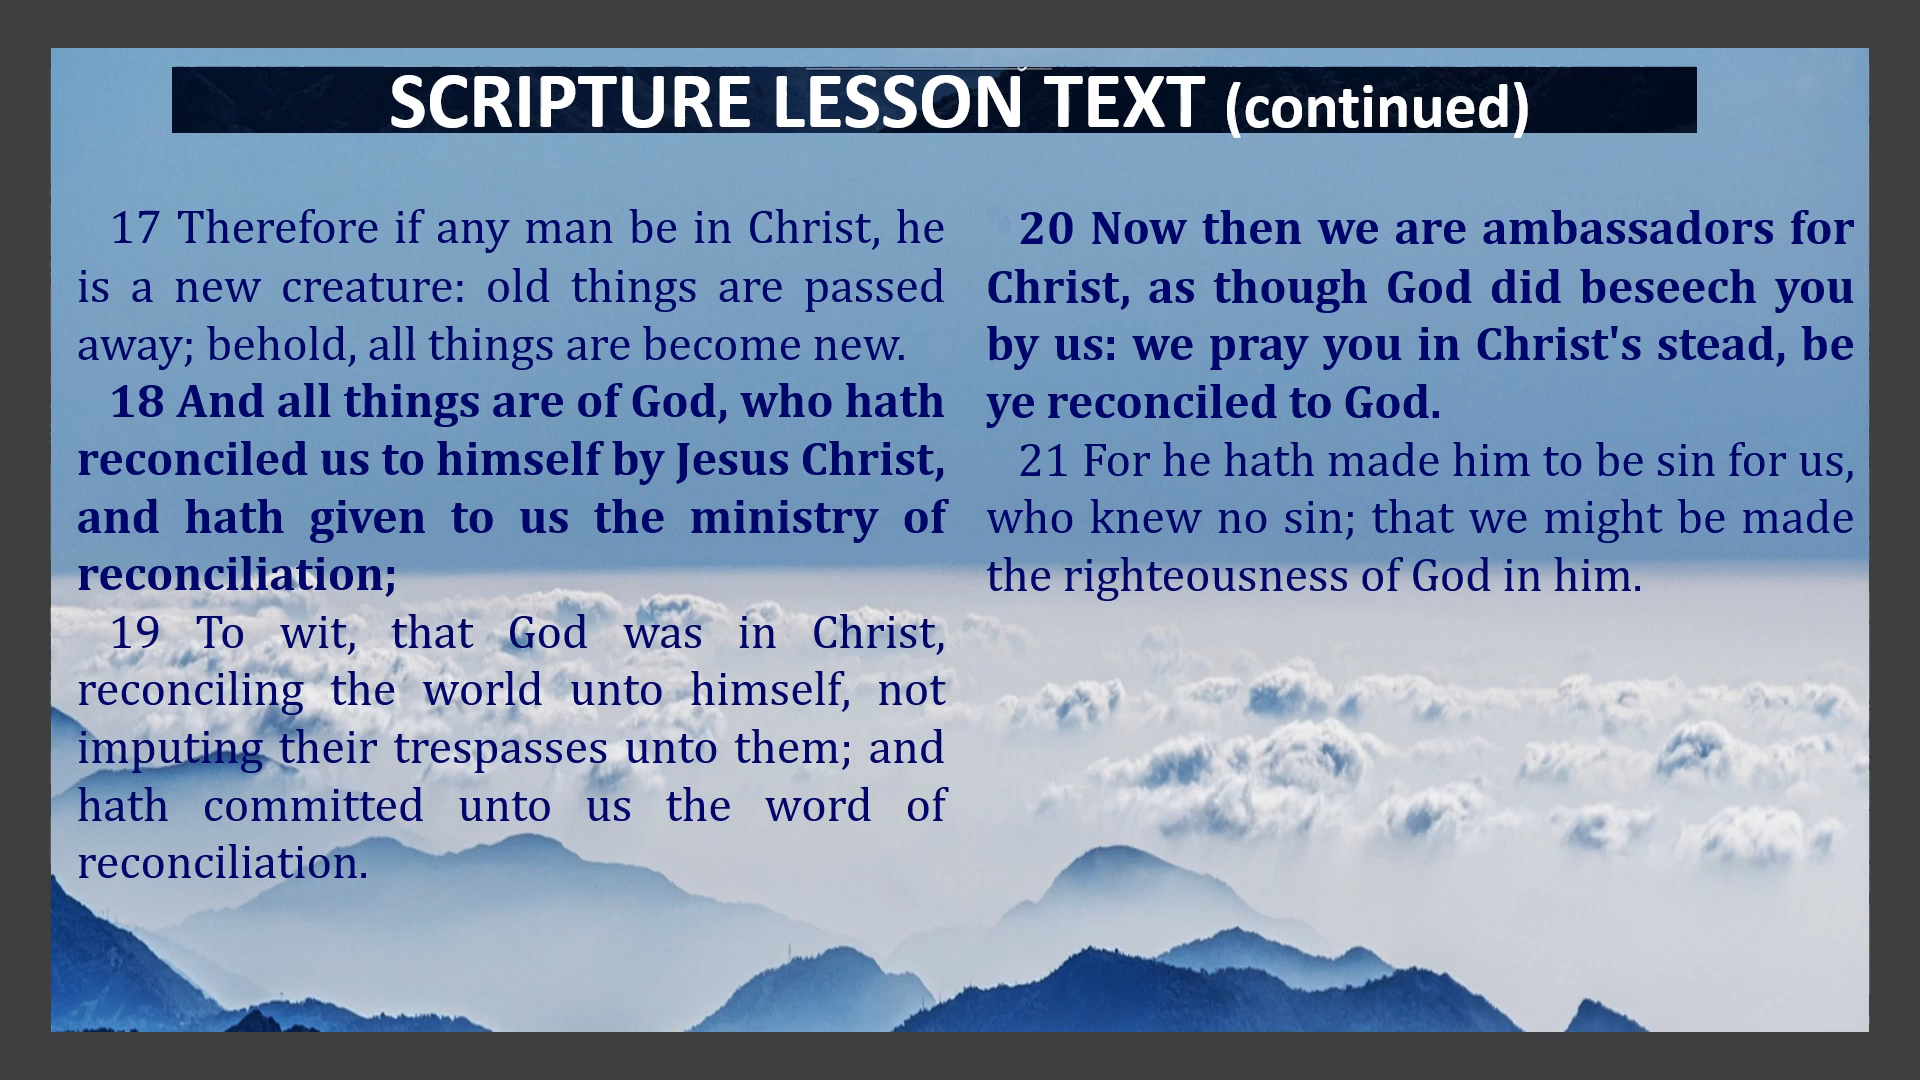 SCRIPTURE LESSON TEXT (continued)
17 Therefore if any man be in Christ, he
is a new creature: old things are passed
away; behold, all things are become new.
18 And all things are of God, who hath
reconciled us to himself by Jesus Christ,
and hath given to us the ministry of
reconciliation;
19 To wit, that God was in Christ,
reconciling the world unto himself, not
imputing their trespasses unto them; and
hath committed unto us the word of
reconciliation.
20 Now then we are ambassadors for
Christ, as though God did beseech you
by us: we pray you in Christ's stead, be
ye reconciled to God.
21 For he hath made him to be sin for us,
who knew no sin; that we might be made
the righteousness of God in him.